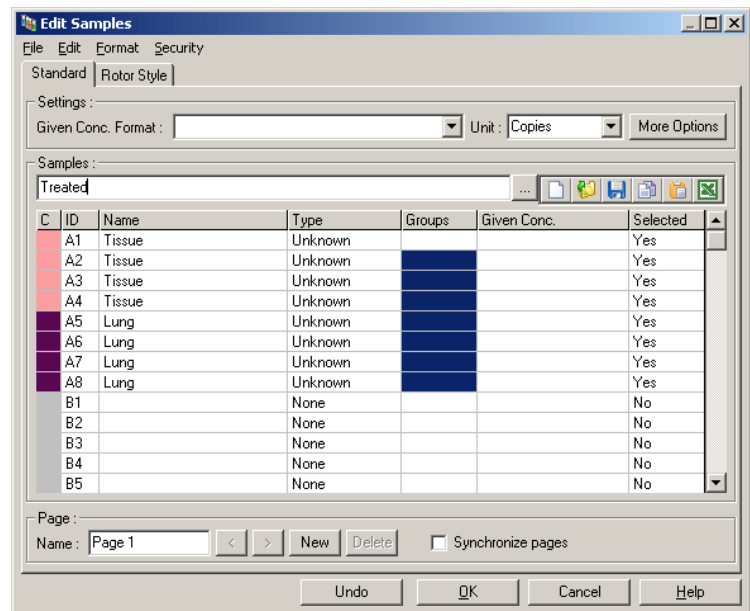 Edit Samples
File Edit Format Security
Standard Rotor Style
Settings :
Given Conc. Format : Unit : Copies More Options
Samples :
Treated ...
C ID Name Type Groups Given Conc. Selected
A1 Tissue Unknown Yes
A2 Tissue Unknown Yes
A3 Tissue Unknown Yes
A4 Tissue Unknown Yes
A5 Lung Unknown Yes
A6 Lung Unknown Yes
A7 Lung Unknown Yes
A8 Lung Unknown Yes
B1 None No
B2 None No
B3 None No
B4 None No
B5 None No
Page :
Name : Page 1 < > New Delete Synchronize pages
Undo OK Cancel Help